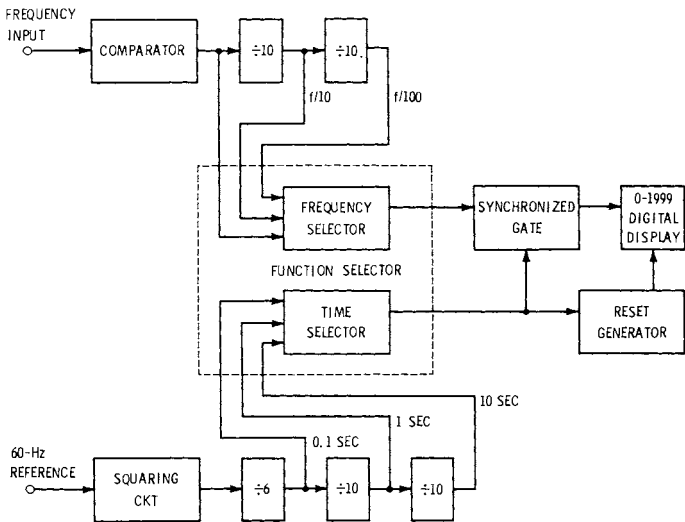 FREQUENCY
INPUT
COMPARATOR
÷10
÷10.
f/10
f/100
FREQUENCY
SELECTOR
SYNCHRONIZED
GATE
0-1999
DIGITAL
DISPLAY
FUNCTION SELECTOR
TIME
SELECTOR
RESET
GENERATOR
10 SEC
1 SEC
0.1 SEC
60-Hz
REFERENCE
SQUARING
CKT
÷6
÷10
÷10